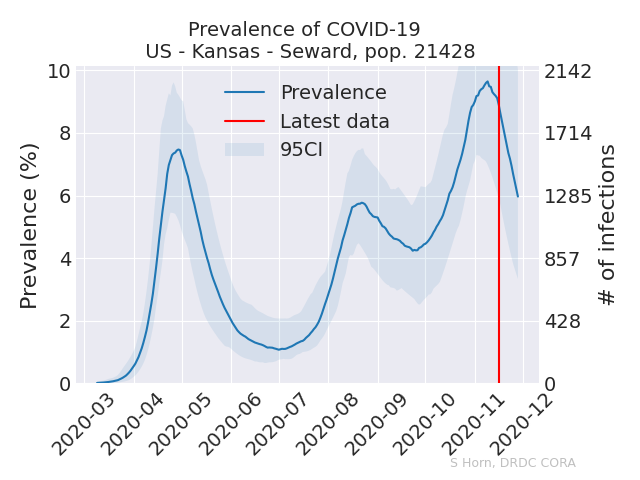 Prevalence of COVID-19
US - Kansas - Seward, pop. 21428
Prevalence (%)
10
8
6
4
2
0
Prevalence
Latest data
95CI
2142
1714
1285
857
428
0
# of infections
2020-03
2020-04
2020-05
2020-06
2020-07
2020-08
2020-09
2020-10
2020-11
2020-12
S Horn, DRDC CORA